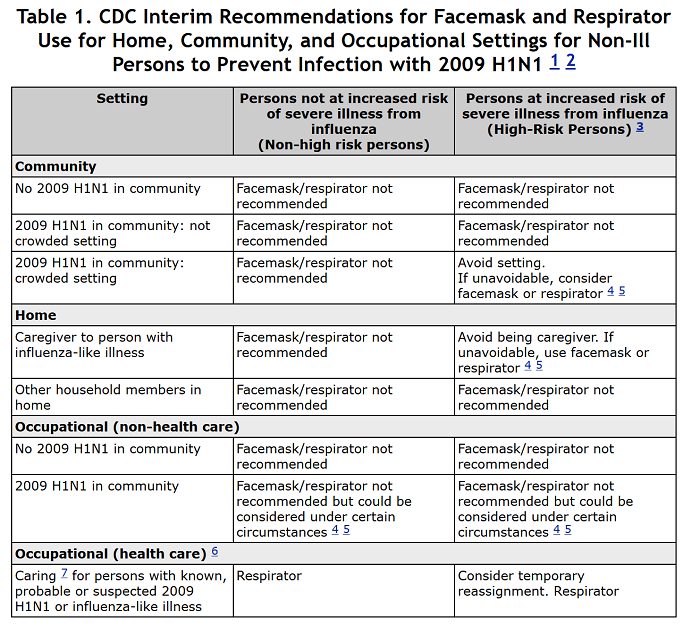 Table 1. CDC Interim Recommendations for Facemask and Respirator
Use for Home, Community, and Occupational Settings for Non-Ill
Persons to Prevent Infection with 2009 H1N1 1 2
Setting
Persons not at increased risk
of severe illness from
influenza
(Non-high risk persons)
Persons at increased risk of
severe illness from influenza
(High-Risk Persons) 3
Community
No 2009 H1N1 in community
Facemask/respirator not
recommended
Facemask/respirator not
recommended
2009 H1N1 in community: not
crowded setting
Facemask/respirator not
recommended
Facemask/respirator not
recommended
2009 H1N1 in community:
crowded setting
Facemask/respirator not
recommended
Avoid setting.
If unavoidable, consider
facemask or respirator 4 5
Home
Caregiver to person with
influenza-like illness
Facemask/respirator not
recommended
Avoid being caregiver. If
unavoidable, use facemask or
respirator 4 5
Other household members in
home
Facemask/respirator not
recommended
Facemask/respirator not
recommended
Occupational (non-health care)
No 2009 H1N1 in community
Facemask/respirator not
recommended
Facemask/respirator not
recommended
2009 H1N1 in community
Facemask/respirator not
recommended but could be
considered under certain
circumstances 4 5
Facemask/respirator not
recommended but could be
considered under certain
circumstances 4 5
Occupational (health care) 6
Caring 7 for persons with known,
probable or suspected 2009
H1N1 or influenza-like illness
Respirator
Consider temporary
reassignment. Respirator